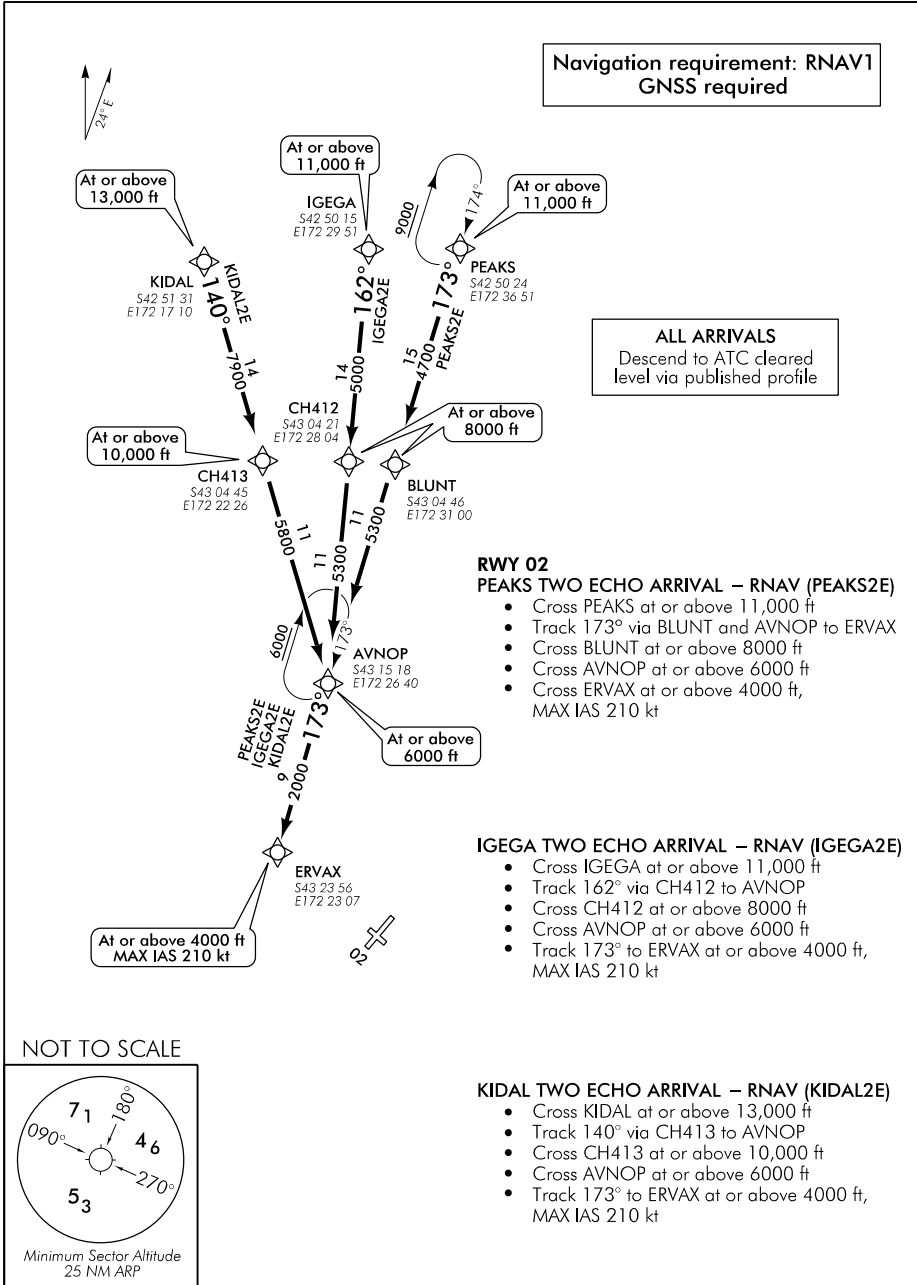 Navigation requirement: RNAV1
GNSS required
24° E
At or above
13,000 ft
At or above
11,000 ft
At or above
11,000 ft
IGEGA
S42 50 15
E172 29 51
9000
174°
PEAKS
S42 50 24
E172 36 51
KIDAL
S42 51 31
E172 17 10
140°
KIDAL2E
14
7900
162°
IGEGA2E
14
5000
173°
PEAKS2E
15
4700
ALL ARRIVALS
Descend to ATC cleared
level via published profile
CH412
S43 04 21
E172 28 04
At or above
8000 ft
At or above
10,000 ft
CH413
S43 04 45
E172 22 26
BLUNT
S43 04 46
E172 31 00
11
5800
11
5300
11
5300
6000
173°
AVNOP
S43 15 18
E172 26 40
PEAKS2E
IGEGA2E
KIDAL2E
173°
9
2000
At or above
6000 ft
ERVAX
S43 23 56
E172 23 07
At or above 4000 ft
MAX IAS 210 kt
02
RWY 02
PEAKS TWO ECHO ARRIVAL – RNAV (PEAKS2E)
• Cross PEAKS at or above 11,000 ft
• Track 173º via BLUNT and AVNOP to ERVAX
• Cross BLUNT at or above 8000 ft
• Cross AVNOP at or above 6000 ft
• Cross ERVAX at or above 4000 ft,
MAX IAS 210 kt
IGEGA TWO ECHO ARRIVAL – RNAV (IGEGA2E)
• Cross IGEGA at or above 11,000 ft
• Track 162° via CH412 to AVNOP
• Cross CH412 at or above 8000 ft
• Cross AVNOP at or above 6000 ft
• Track 173° to ERVAX at or above 4000 ft,
MAX IAS 210 kt
KIDAL TWO ECHO ARRIVAL – RNAV (KIDAL2E)
• Cross KIDAL at or above 13,000 ft
• Track 140° via CH413 to AVNOP
• Cross CH413 at or above 10,000 ft
• Cross AVNOP at or above 6000 ft
• Track 173° to ERVAX at or above 4000 ft,
MAX IAS 210 kt
NOT TO SCALE
71
180°
090°
46
270°
53
Minimum Sector Altitude
25 NM ARP